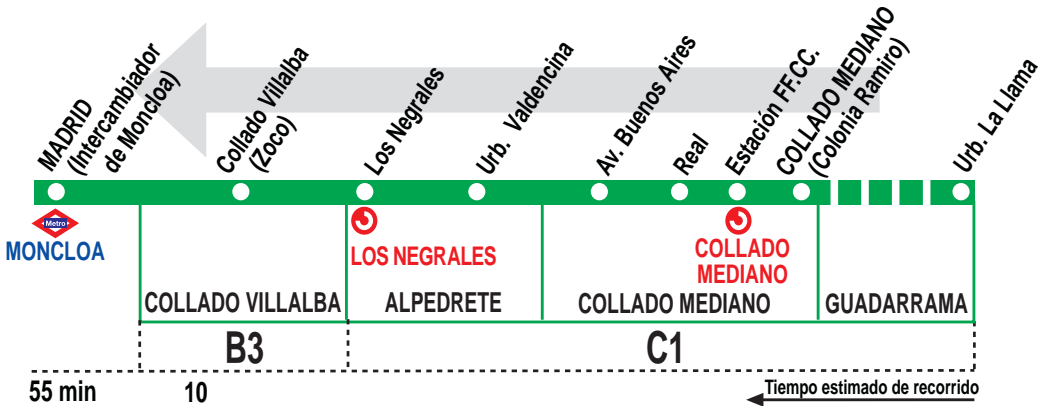 MADRID
(Intercambiador
de Moncloa)
Collado Villalba
(Zoco)
Los Negrales
Urb. Valdencina
Av. Buenos Aires
Real
Estación FF.CC.
COLLADO MEDIANO
(Colonia Ramiro)
Urb. La Llama
Metro
MONCLOA
LOS NEGRALES
COLLADO
MEDIANO
COLLADO VILLALBA
ALPEDRETE
COLLADO MEDIANO
GUADARRAMA
B3
C1
55 min
10
Tiempo estimado de recorrido